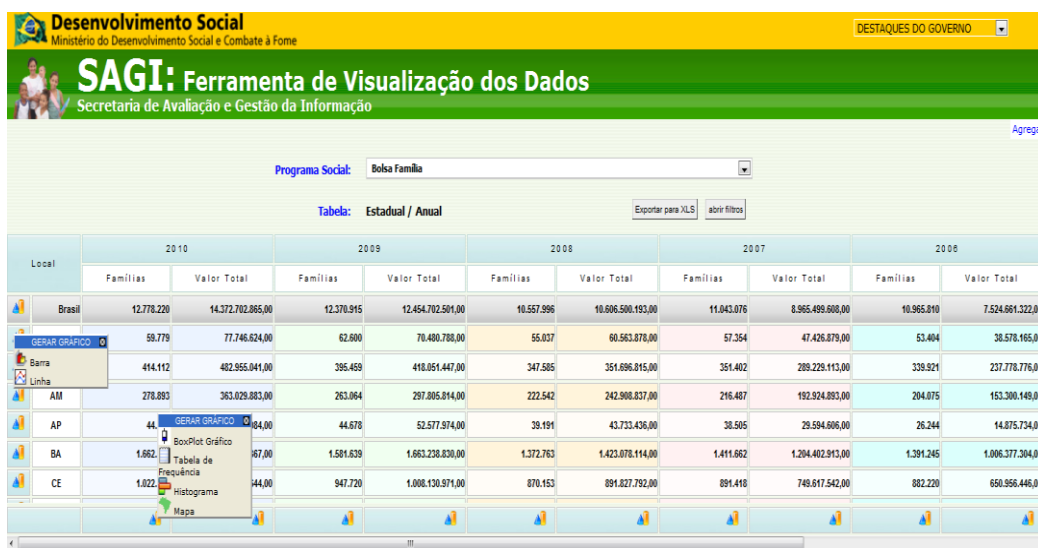 Desenvolvimento Social
Ministério do Desenvolvimento Social e Combate à Fome
DESTAQUES DO GOVERNO
SAGI: Ferramenta de Visualização dos Dados
Secretaria de Avaliação e Gestão da Informação
Programa Social: Bolsa Família
Tabela: Estadual / Anual Exportar para XLS abrir filtros
Local 2010 2009 2008 2007 2006
Famílias Valor Total Famílias Valor Total Famílias Valor Total Famílias Valor Total Famílias Valor Total
Brasil 12.778.220 14.372.702.865,00 12.370.915 12.454.702.501,00 10.557.996 10.606.500.193,00 11.043.076 8.965.499.608,00 10.965.810 7.524.661.322,0
59.779 77.746.624,00 62.600 70.480.788,00 55.037 60.563.878,00 57.354 47.426.879,00 53.404 38.578.165,0
GERAR GRÁFICO
Barra
Linha
414.112 482.955.041,00 395.459 418.051.447,00 347.585 351.696.815,00 351.402 289.229.113,00 339.921 237.778.776,0
AM 278.893 363.029.883,00 263.064 297.805.814,00 222.542 242.908.837,00 216.487 192.924.893,00 204.075 153.300.149,0
AP 44. 84,00 44.678 52.577.974,00 39.191 43.733.436,00 38.505 29.594.606,00 26.244 14.875.734,0
BA 1.662. 67,00 1.581.639 1.663.238.830,00 1.372.763 1.423.078.114,00 1.411.662 1.204.402.913,00 1.391.245 1.006.377.304,0
CE 1.022. 44,00 947.720 1.008.130.971,00 870.153 891.827.792,00 891.418 749.617.542,00 882.220 650.956.446,0
GERAR GRÁFICO
BoxPlot Gráfico
Tabela de
Frequência
Histograma
Mapa